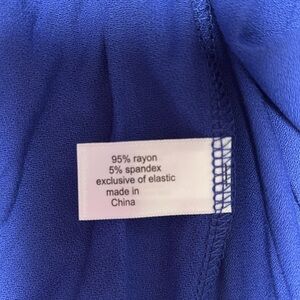 95% rayon
5% spandex
exclusive of elastic
made in
China